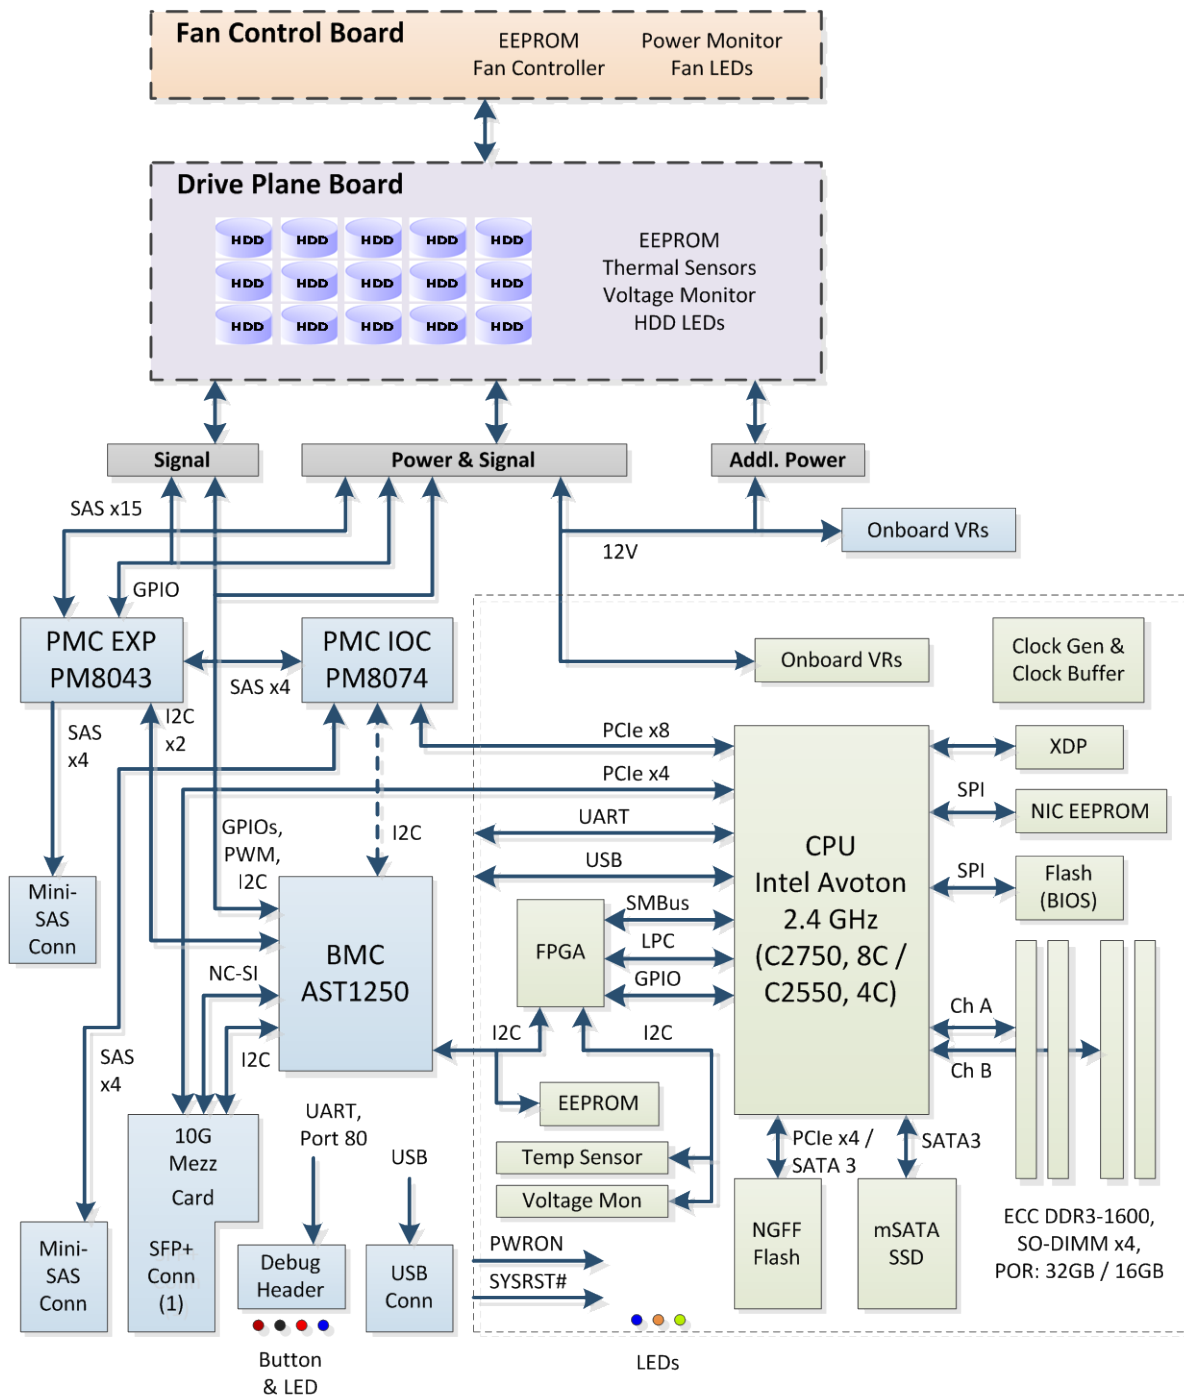 Fan Control Board
EEPROM
Fan Controller
Power Monitor
Fan LEDs
Drive Plane Board
HDD HDD HDD HDD HDD
HDD HDD HDD HDD HDD
HDD HDD HDD HDD HDD
EEPROM
Thermal Sensors
Voltage Monitor
HDD LEDs
Signal
Power & Signal
Addl. Power
SAS x15
Onboard VRs
12V
GPIO
PMC EXP
PM8043
SAS x4
PMC IOC
PM8074
Onboard VRs
Clock Gen &
Clock Buffer
SAS
x4
I2C
x2
PCIe x8
PCIe x4
UART
USB
XDP
SPI
NIC EEPROM
SPI
Flash
(BIOS)
CPU
Intel Avoton
2.4 GHz
(C2750, 8C /
C2550, 4C)
GPIOs,
PWM,
I2C
I2C
Mini-
SAS
Conn
BMC
AST1250
FPGA
SMBus
LPC
GPIO
NC-SI
I2C
I2C
I2C
Ch A
Ch B
SAS
x4
EEPROM
Temp Sensor
Voltage Mon
PCIe x4 /
SATA 3
SATA3
10G
Mezz
Card
SFP+
Conn
(1)
UART,
Port 80
USB
Mini-
SAS
Conn
Debug
Header
USB
Conn
PWRON
SYSRST#
NGFF
Flash
mSATA
SSD
ECC DDR3-1600,
SO-DIMM x4,
POR: 32GB / 16GB
Button
& LED
LEDs